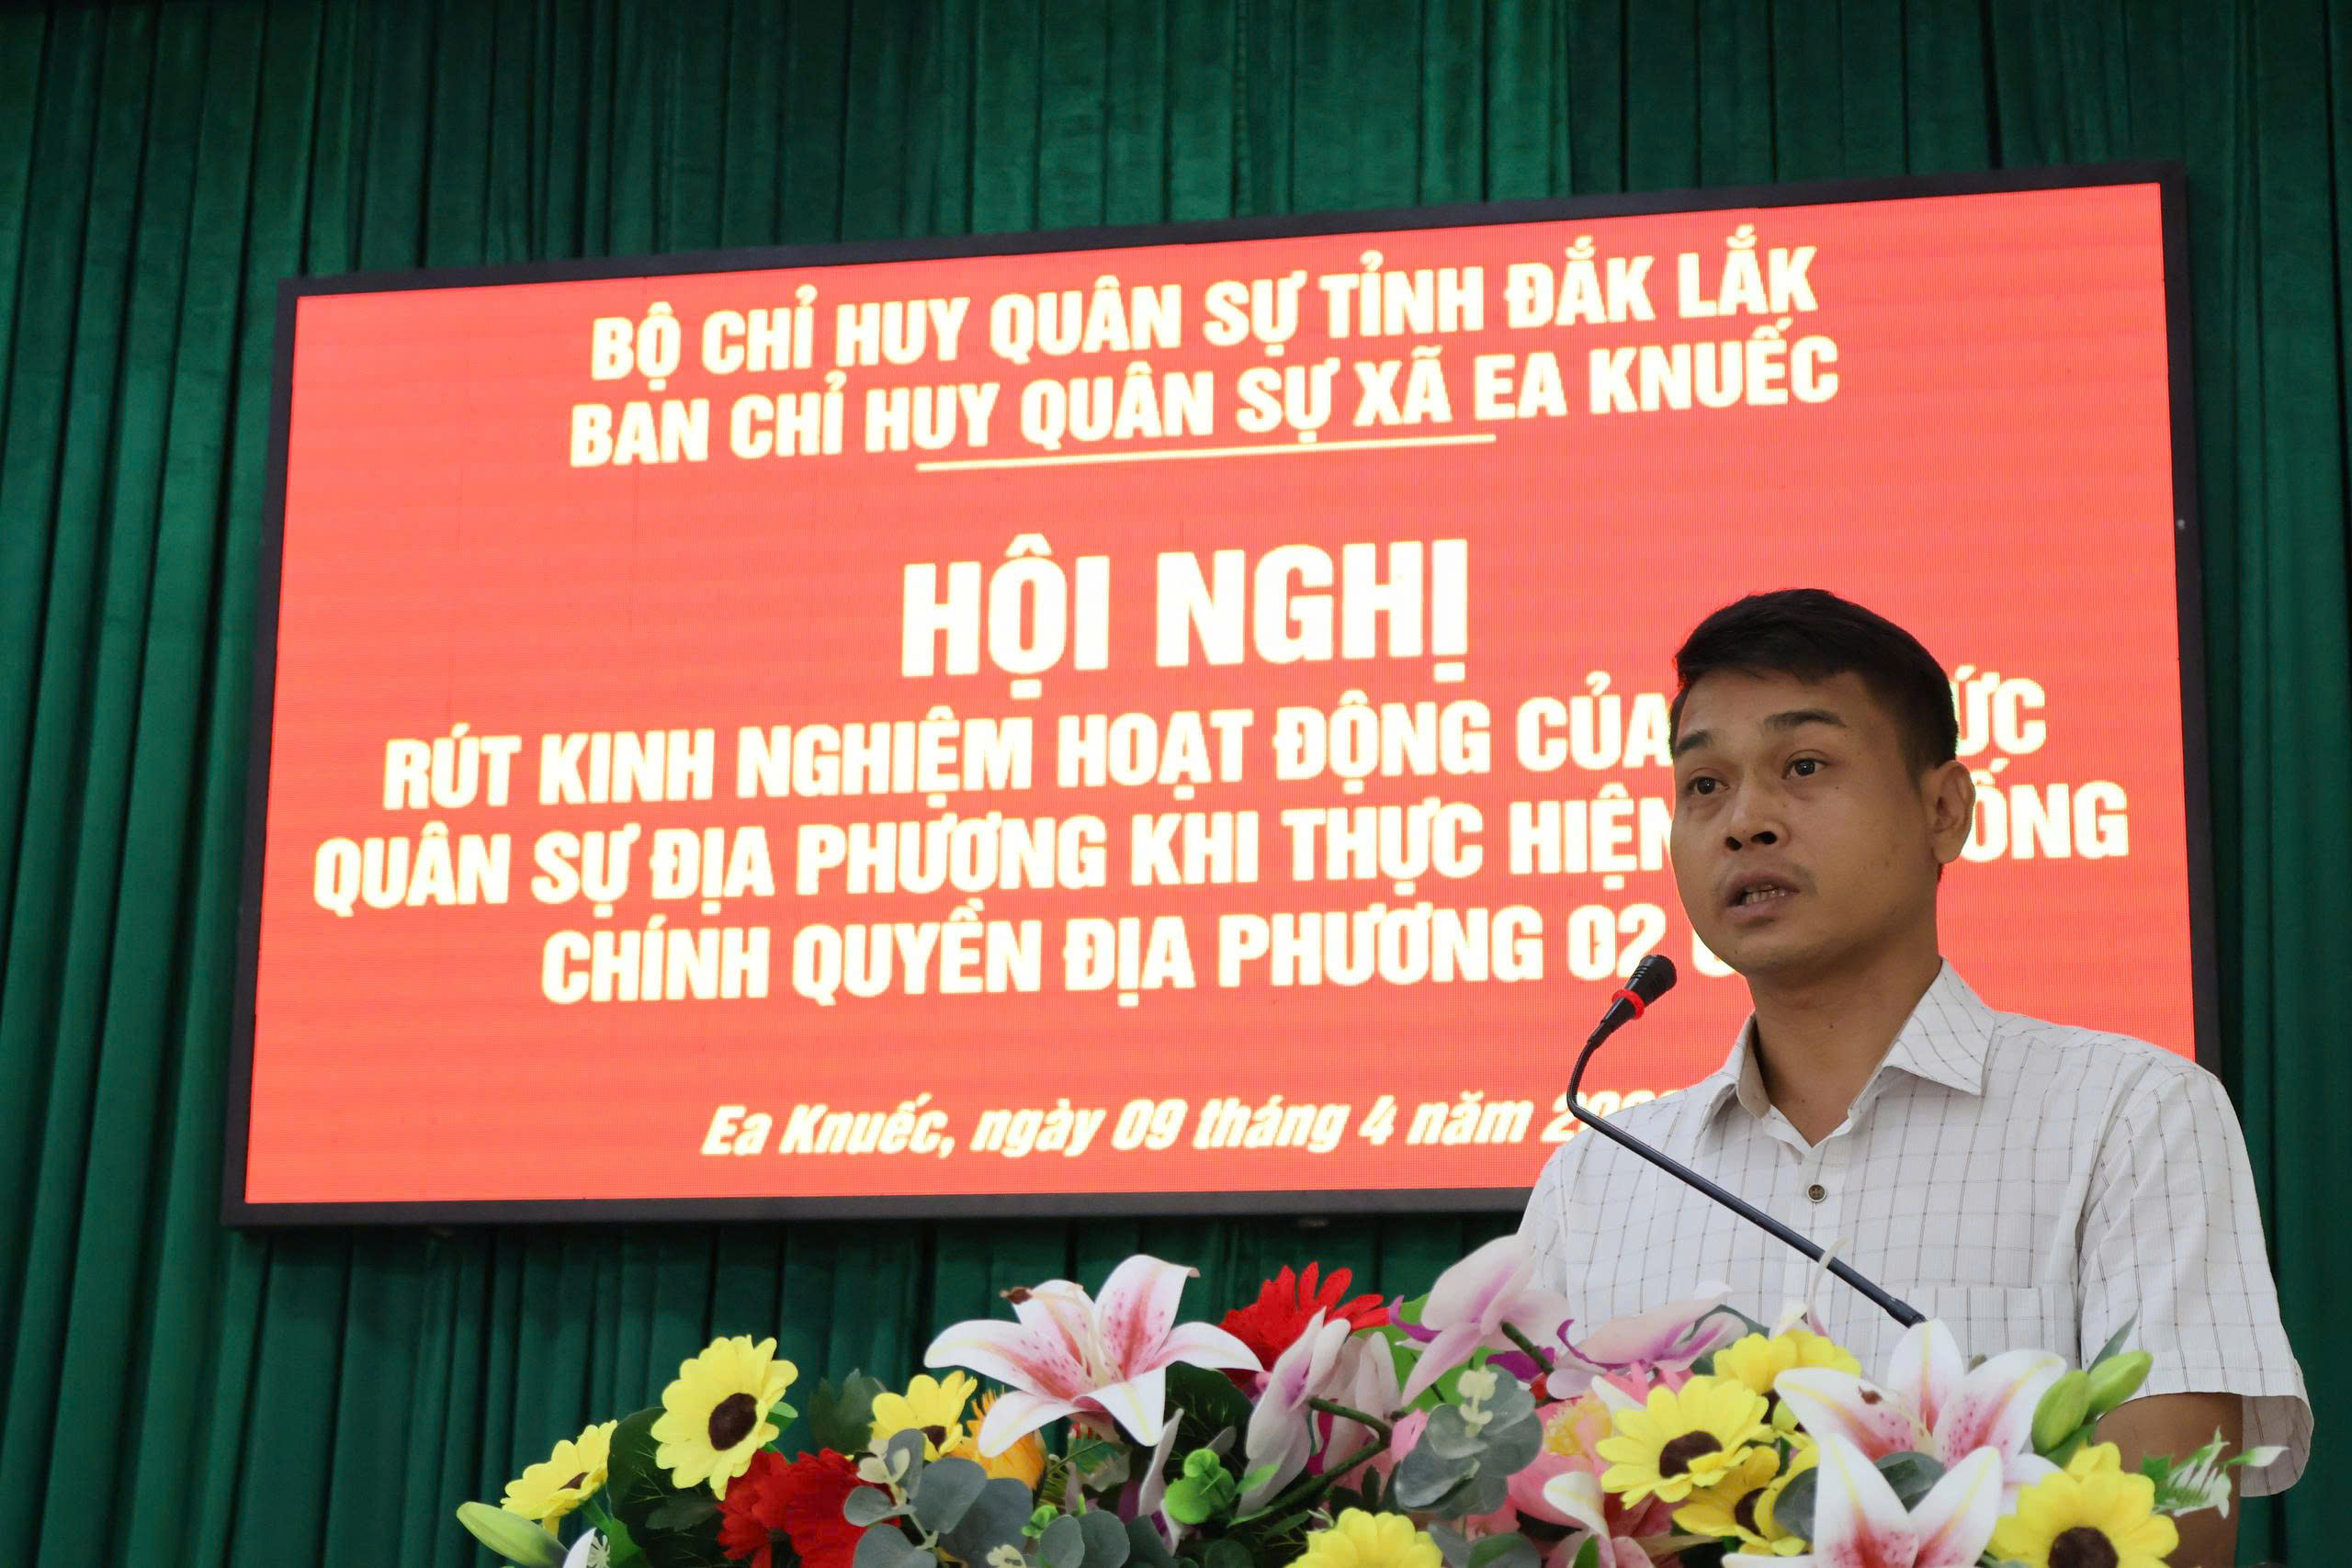 BỘ CHỈ HUY QUÂN SỰ TỈNH ĐẮK LẮK
BAN CHỈ HUY QUÂN SỰ XÃ EA KNUẾC
HỘI NGHỊ
RÚT KINH NGHIỆM HOẠT ĐỘNG CỦA
QUÂN SỰ ĐỊA PHƯƠNG KHI THỰC HIỆN
CHÍNH QUYỀN ĐỊA PHƯƠNG 02
Ea Knuếc, ngày 09 tháng 4 năm